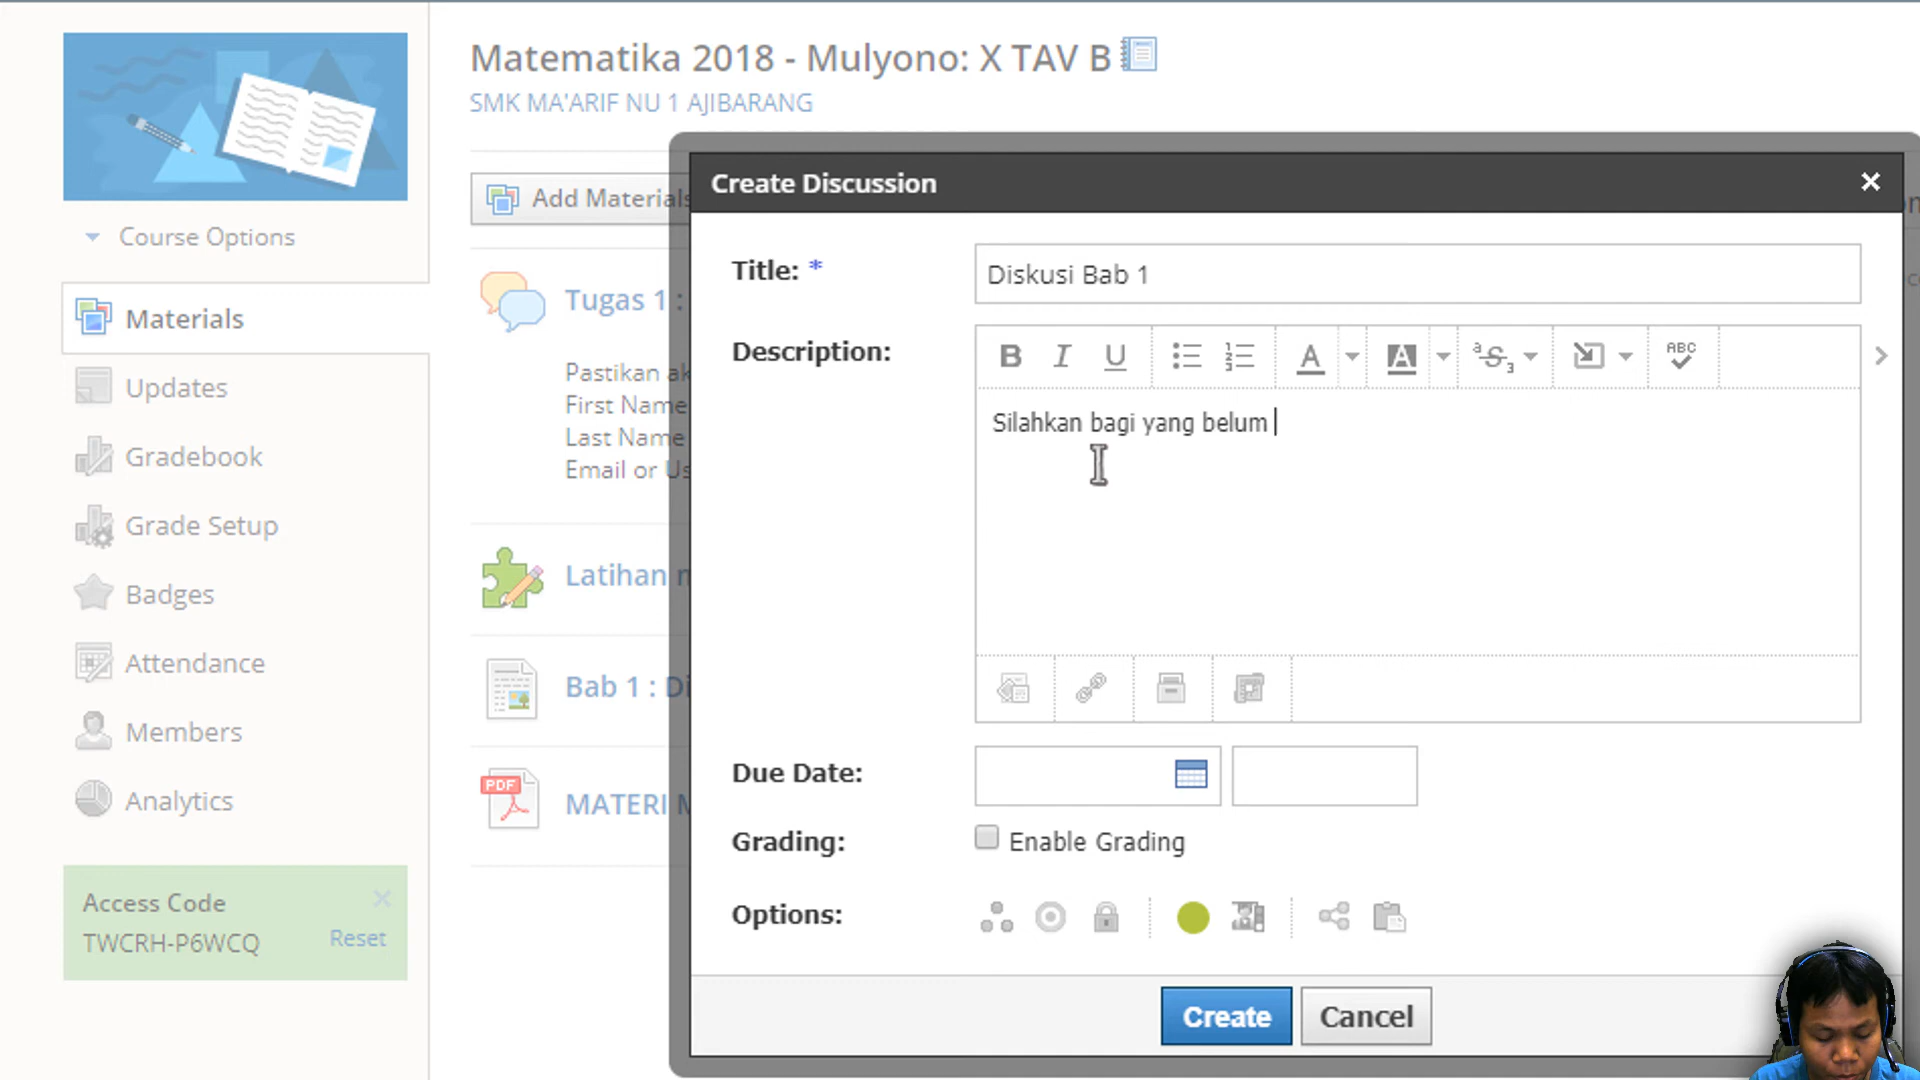 Matematika 2018 - Mulyono: X TAV B
SMK MA'ARIF NU 1 AJIBARANG
Course Options
Materials
Updates
Gradebook
Grade Setup
Badges
Attendance
Members
Analytics
Access Code
TWCRH-P6WCQ
Reset
Add Materials
Tugas 1 :
Pastikan
First Name
Last Name
Email or
Latihan
Bab 1 :
PDF
MATERI
Create Discussion
Title: *
Diskusi Bab 1
Description:
B I U A A ABC
Silahkan bagi yang belum
Due Date:
Grading:
Enable Grading
Options:
Create
Cancel